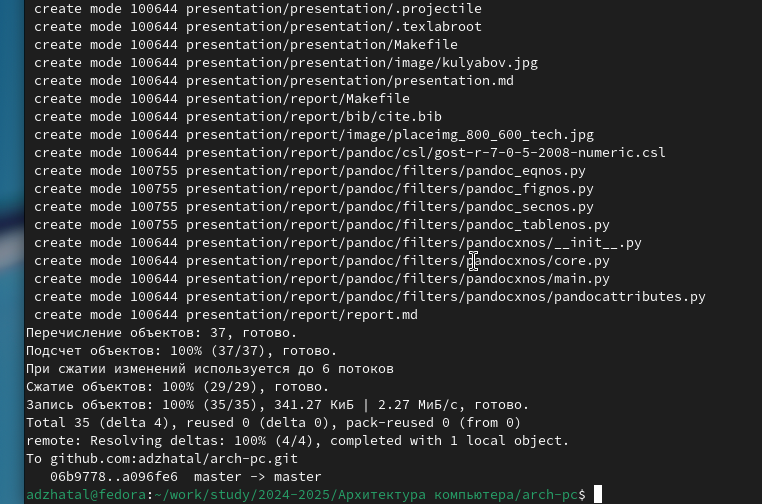 create mode 100644 presentation/presentation/.projectile
create mode 100644 presentation/presentation/.texlabroot
create mode 100644 presentation/presentation/Makefile
create mode 100644 presentation/presentation/image/kulyabov.jpg
create mode 100644 presentation/presentation/presentation.md
create mode 100644 presentation/report/Makefile
create mode 100644 presentation/report/bib/cite.bib
create mode 100644 presentation/report/image/placeimg_800_600_tech.jpg
create mode 100644 presentation/report/pandoc/csl/gost-r-7-0-5-2008-numeric.csl
create mode 100755 presentation/report/pandoc/filters/pandoc_eqnos.py
create mode 100755 presentation/report/pandoc/filters/pandoc_fignos.py
create mode 100755 presentation/report/pandoc/filters/pandoc_secnos.py
create mode 100755 presentation/report/pandoc/filters/pandoc_tablenos.py
create mode 100644 presentation/report/pandoc/filters/pandocxnos/__init__.py
create mode 100644 presentation/report/pandoc/filters/pandocxnos/core.py
create mode 100644 presentation/report/pandoc/filters/pandocxnos/main.py
create mode 100644 presentation/report/pandoc/filters/pandocxnos/pandocattributes.py
create mode 100644 presentation/report/report.md
Перечисление объектов: 37, готово.
Подсчет объектов: 100% (37/37), готово.
При сжатии изменений используется до 6 потоков
Сжатие объектов: 100% (29/29), готово.
Запись объектов: 100% (35/35), 341.27 КиБ | 2.27 МиБ/с, готово.
Total 35 (delta 4), reused 0 (delta 0), pack-reused 0 (from 0)
remote: Resolving deltas: 100% (4/4), completed with 1 local object.
To github.com:adzhatal/arch-pc.git
06b9778..a096fe6  master -> master
adzhatal@fedora:~/work/study/2024-2025/Архитектура компьютера/arch-pc$